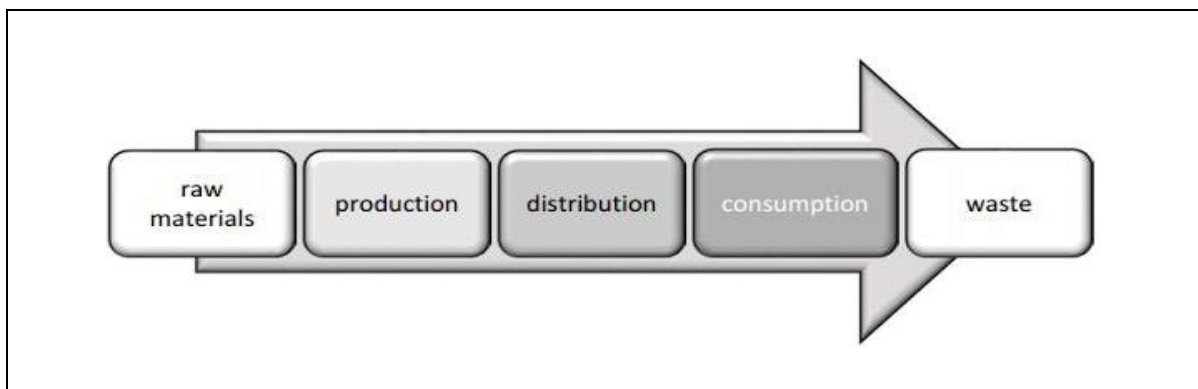 raw
materials
production
distribution
consumption
waste